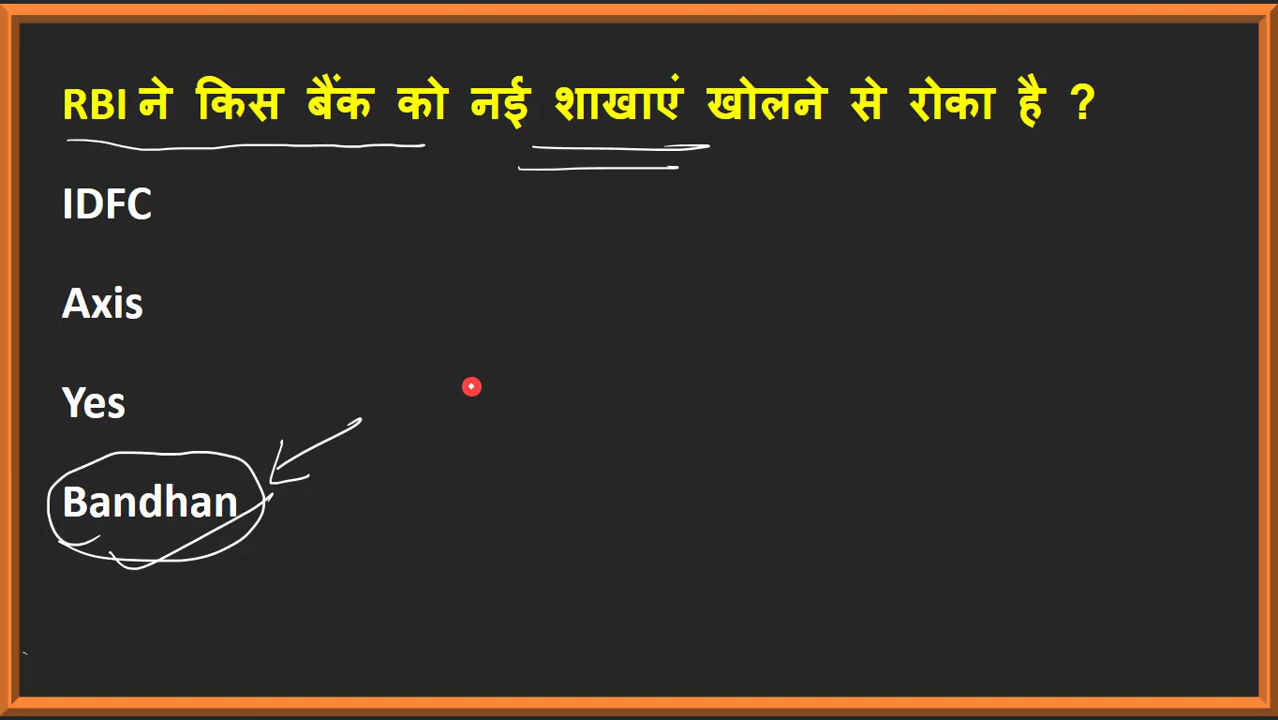 RBI ने किस बैंक को नई शाखाएं खोलने से रोका है ?
IDFC
Axis
Yes
Bandhan